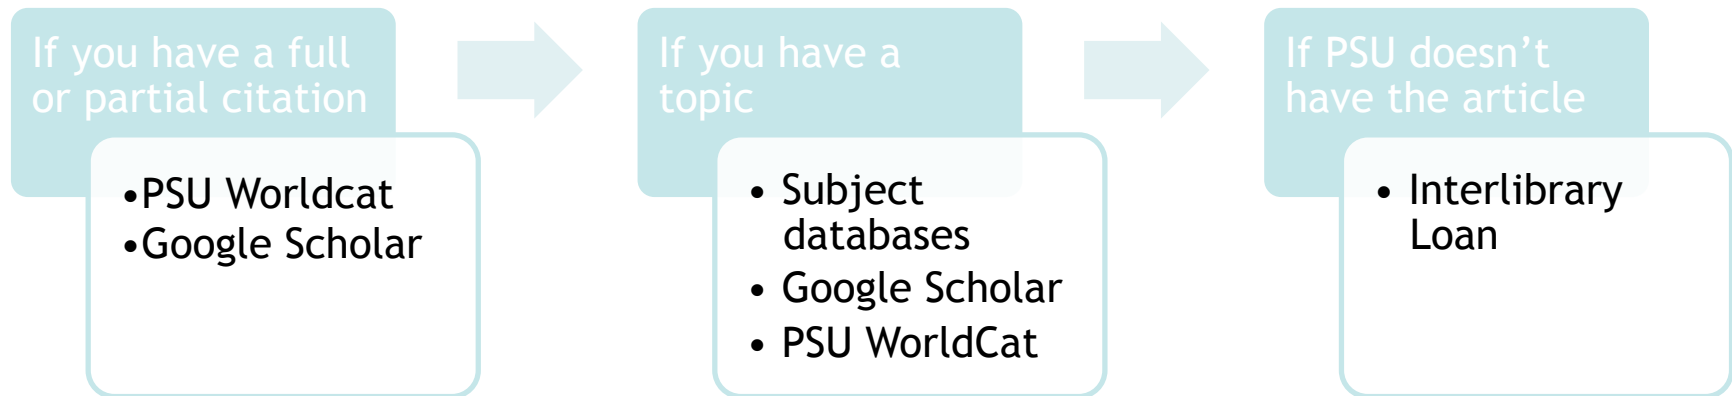 If you have a full
or partial citation
•PSU Worldcat
•Google Scholar
If you have a
topic
• Subject
databases
• Google Scholar
• PSU WorldCat
If PSU doesn’t
have the article
• Interlibrary
Loan